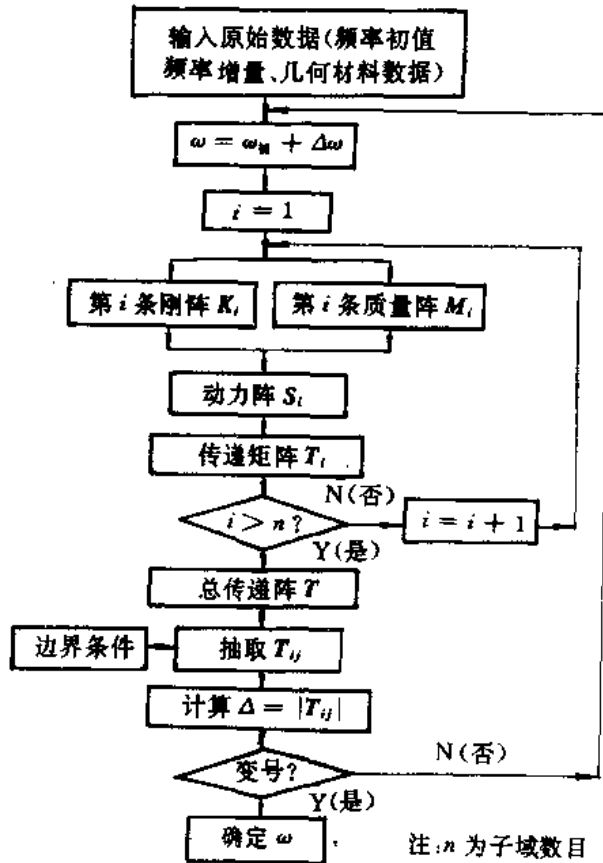 输入原始数据(频率初值
频率增量、几何材料数据)
ω = ω初 + Δω
i = 1
第 i 条刚阵 Ki
第 i 条质量阵 Mi
动力阵 Si
传递矩阵 Ti
N(否)
i > n?
i = i + 1
Y(是)
总传递阵 T
边界条件
抽取 Tij
计算 Δ = |Tij|
N(否)
变号?
Y(是)
确定 ω
注:n 为子域数目